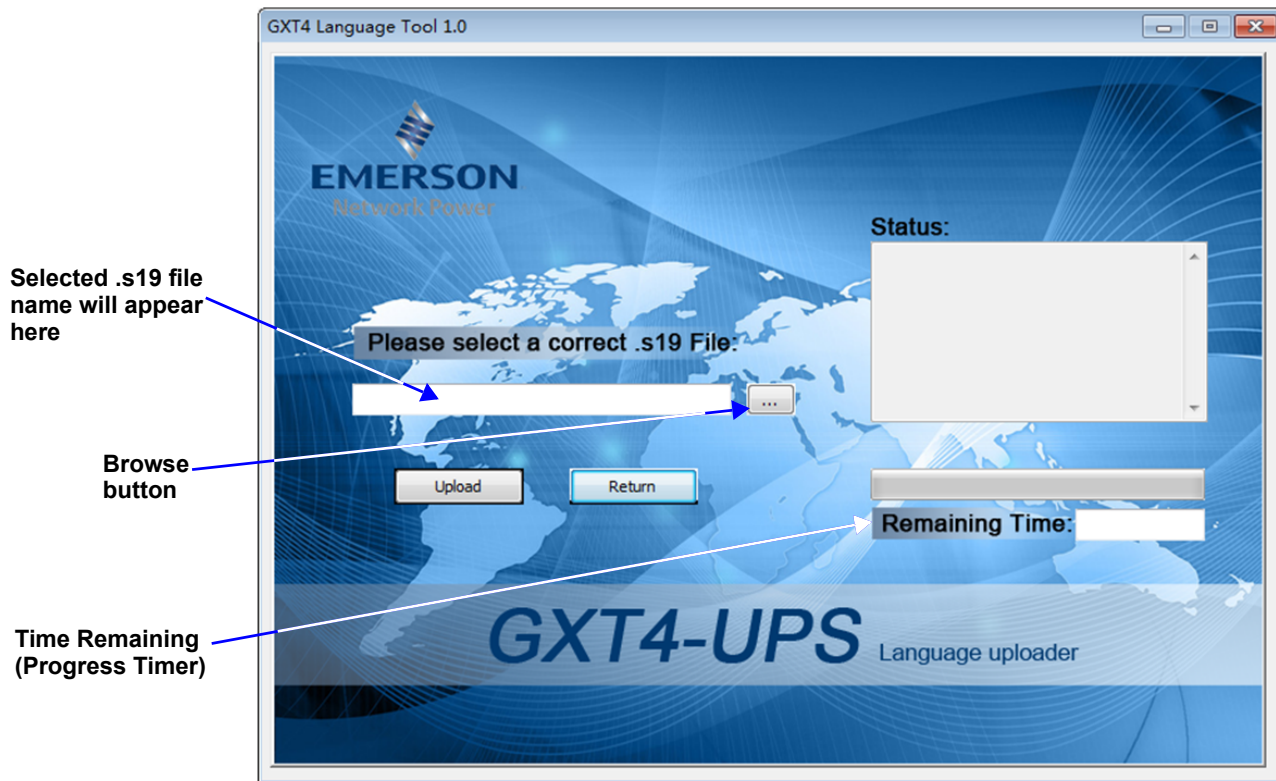 GXT4 Language Tool 1.0
EMERSON
Network Power
Status:
Selected .s19 file
name will appear
here
Please select a correct .s19 File:
...
Browse
button
Upload
Return
Remaining Time:
Time Remaining
(Progress Timer)
GXT4-UPS Language uploader